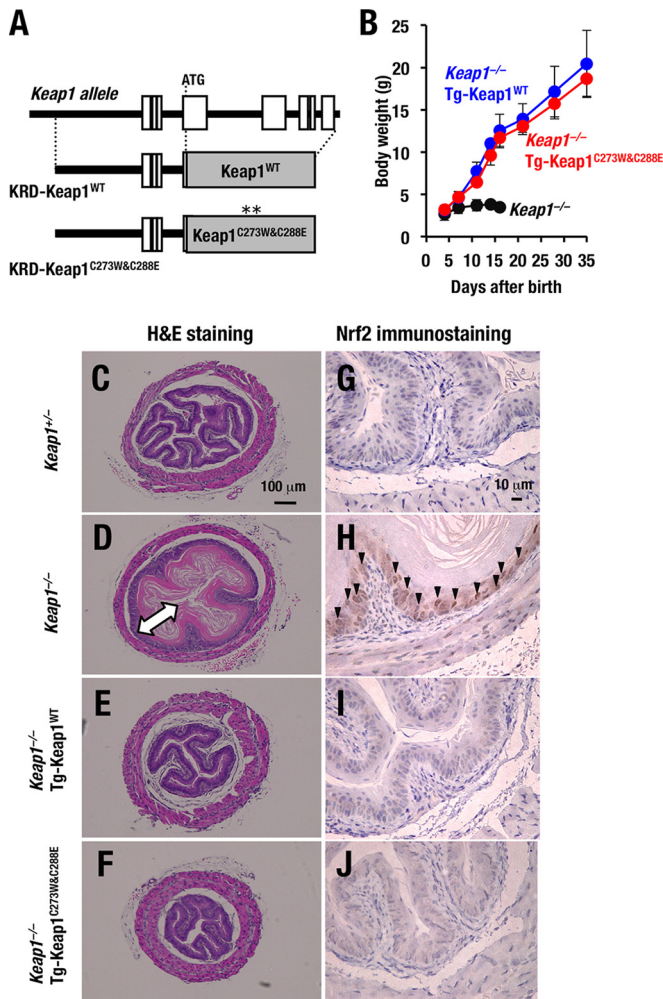 A
ATG
Keap1 allele
Keap1WT
KRD-Keap1WT
**
Keap1C273W&C288E
KRD-Keap1C273W&C288E
B
25
20
15
10
5
0
Body weight (g)
Keap1–/–
Tg-Keap1WT
Keap1–/–
Tg-Keap1C273W&C288E
Keap1–/–
0 5 10 15 20 25 30 35
Days after birth
H&E staining
Nrf2 immunostaining
Keap1+/–
C
100 μm
G
10 μm
Keap1–/–
D
H
Keap1–/–
Tg-Keap1WT
E
I
Keap1–/–
Tg-Keap1C273W&C288E
F
J